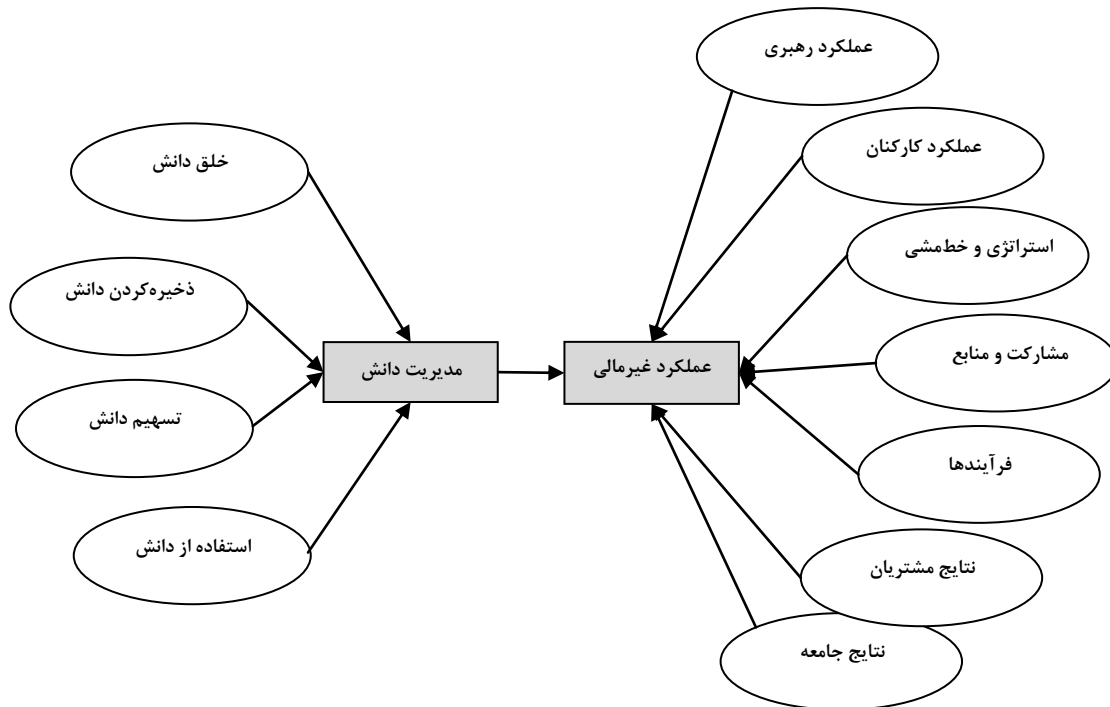 عملکرد رهبری
عملکرد کارکنان
خلق دانش
استراتژی و خط‌مشی
ذخیره‌کردن دانش
مشارکت و منابع
عملکرد غیرمالی
مدیریت دانش
تسهیم دانش
فرآیندها
استفاده از دانش
نتایج مشتریان
نتایج جامعه